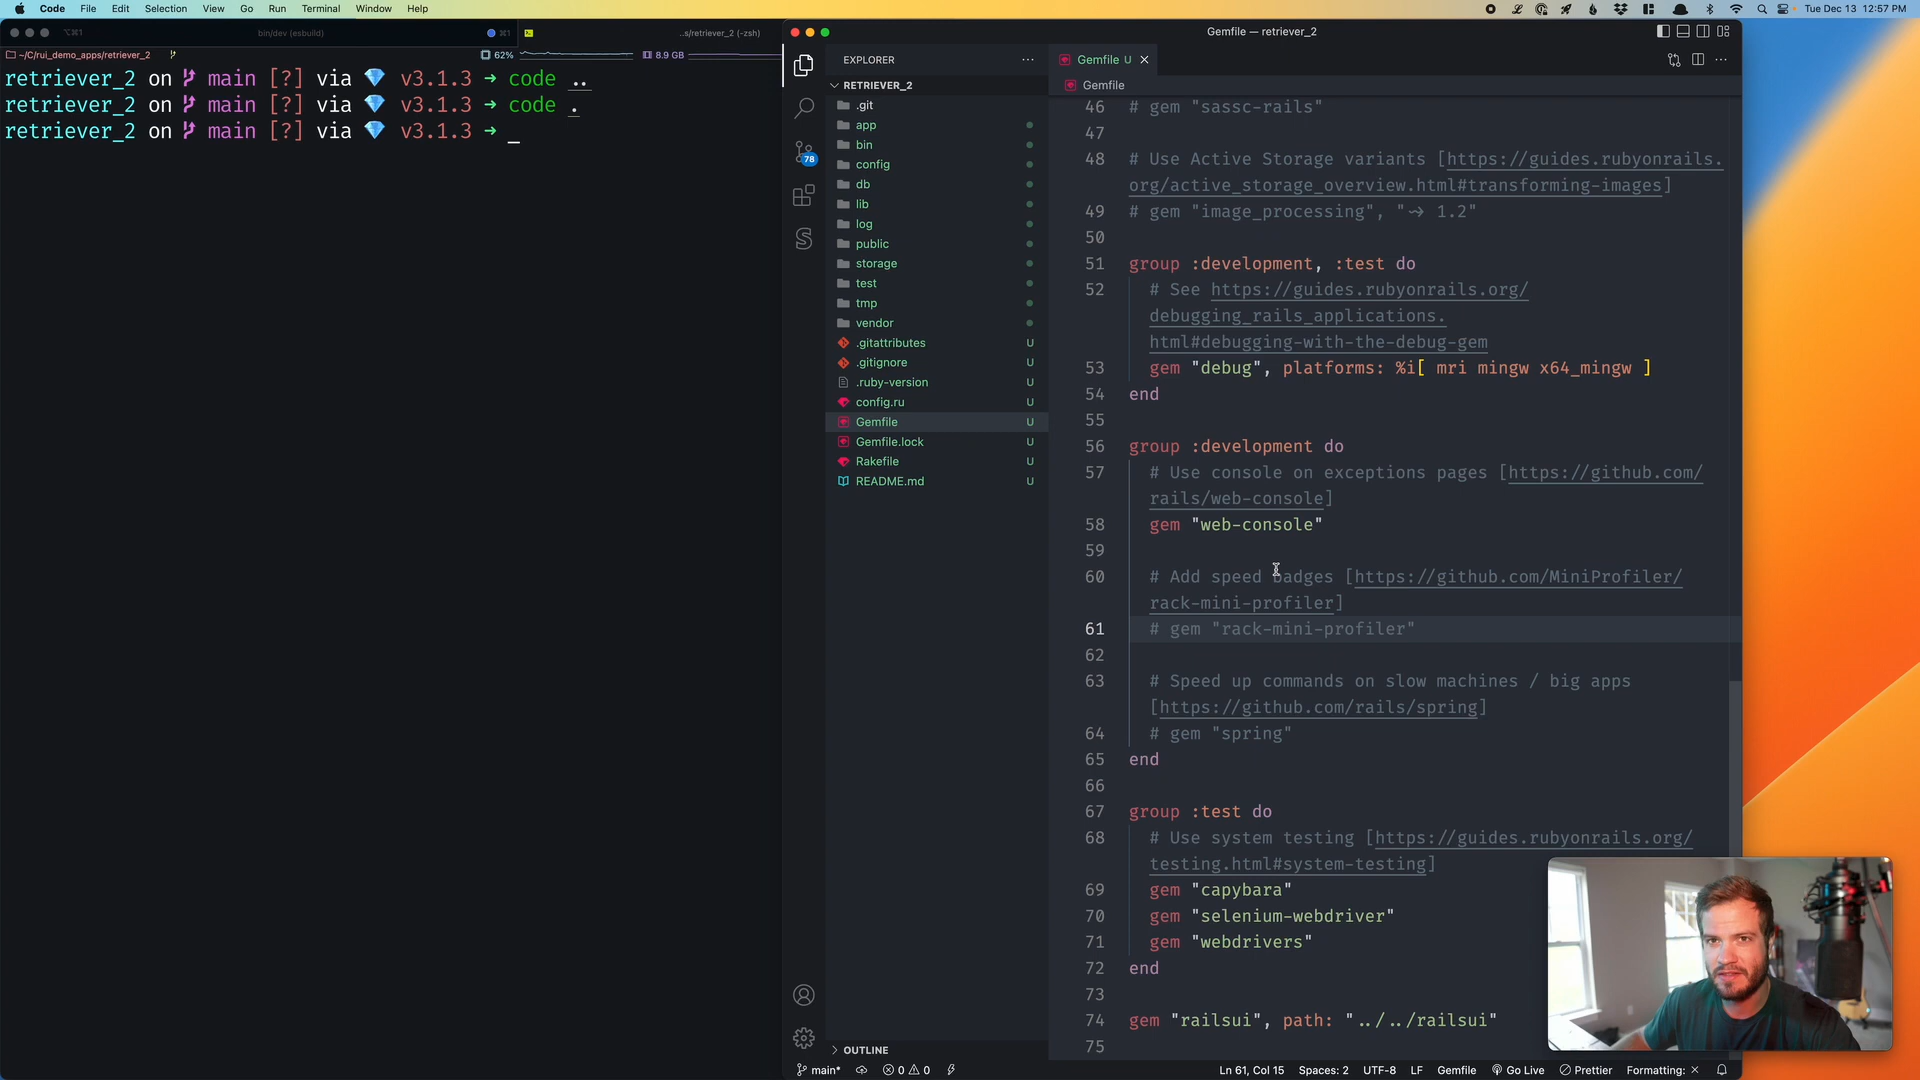 Code File Edit Selection View Go Run Terminal Window Help
Tue Dec 13 12:57 PM
⌥⌘1 bin/dev (esbuild) ⌘1 ..s/retriever_2 (-zsh)
~/C/rui_demo_apps/retriever_2 62% 8.9 GB
retriever_2 on main [?] via 💎 v3.1.3 → code ..
retriever_2 on main [?] via 💎 v3.1.3 → code .
retriever_2 on main [?] via 💎 v3.1.3 → _
Gemfile — retriever_2
EXPLORER
RETRIEVER_2
.git
app
bin
config
db
lib
log
public
storage
test
tmp
vendor
.gitattributes U
.gitignore U
.ruby-version U
config.ru U
Gemfile U
Gemfile.lock U
Rakefile U
README.md U
OUTLINE
78
Gemfile U
Gemfile
46 # gem "sassc-rails"
47
48 # Use Active Storage variants [https://guides.rubyonrails.
org/active_storage_overview.html#transforming-images]
49 # gem "image_processing", "~> 1.2"
50
51 group :development, :test do
52 # See https://guides.rubyonrails.org/
debugging_rails_applications.
html#debugging-with-the-debug-gem
53 gem "debug", platforms: %i[ mri mingw x64_mingw ]
54 end
55
56 group :development do
57 # Use console on exceptions pages [https://github.com/
rails/web-console]
58 gem "web-console"
59
60 # Add speed badges [https://github.com/MiniProfiler/
rack-mini-profiler]
61 # gem "rack-mini-profiler"
62
63 # Speed up commands on slow machines / big apps
[https://github.com/rails/spring]
64 # gem "spring"
65 end
66
67 group :test do
68 # Use system testing [https://guides.rubyonrails.org/
testing.html#system-testing]
69 gem "capybara"
70 gem "selenium-webdriver"
71 gem "webdrivers"
72 end
73
74 gem "railsui", path: "../../railsui"
75
main* 0 0 Ln 61, Col 15 Spaces: 2 UTF-8 LF Gemfile Go Live Prettier Formatting: ×